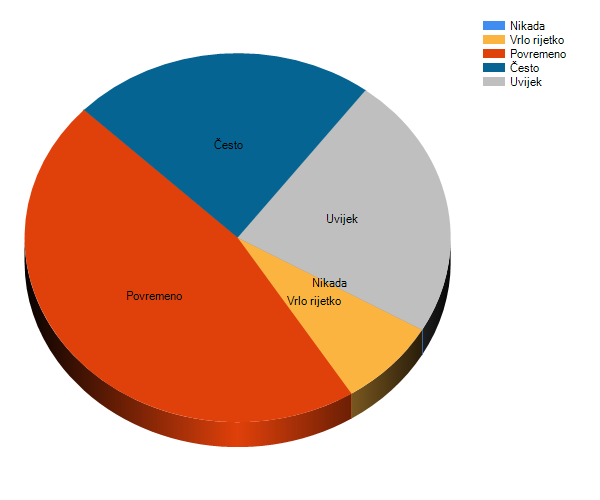 Nikada
Vrlo rijetko
Povremeno
Često
Uvijek
Često
Uvijek
Nikada
Vrlo rijetko
Povremeno